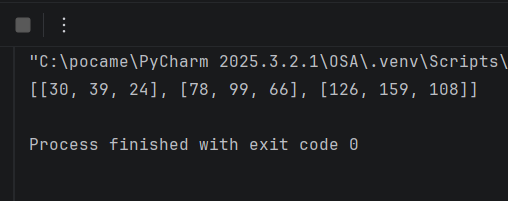 "C:\pocame\PyCharm 2025.3.2.1\OSA\.venv\Scripts\
[[30, 39, 24], [78, 99, 66], [126, 159, 108]]
Process finished with exit code 0